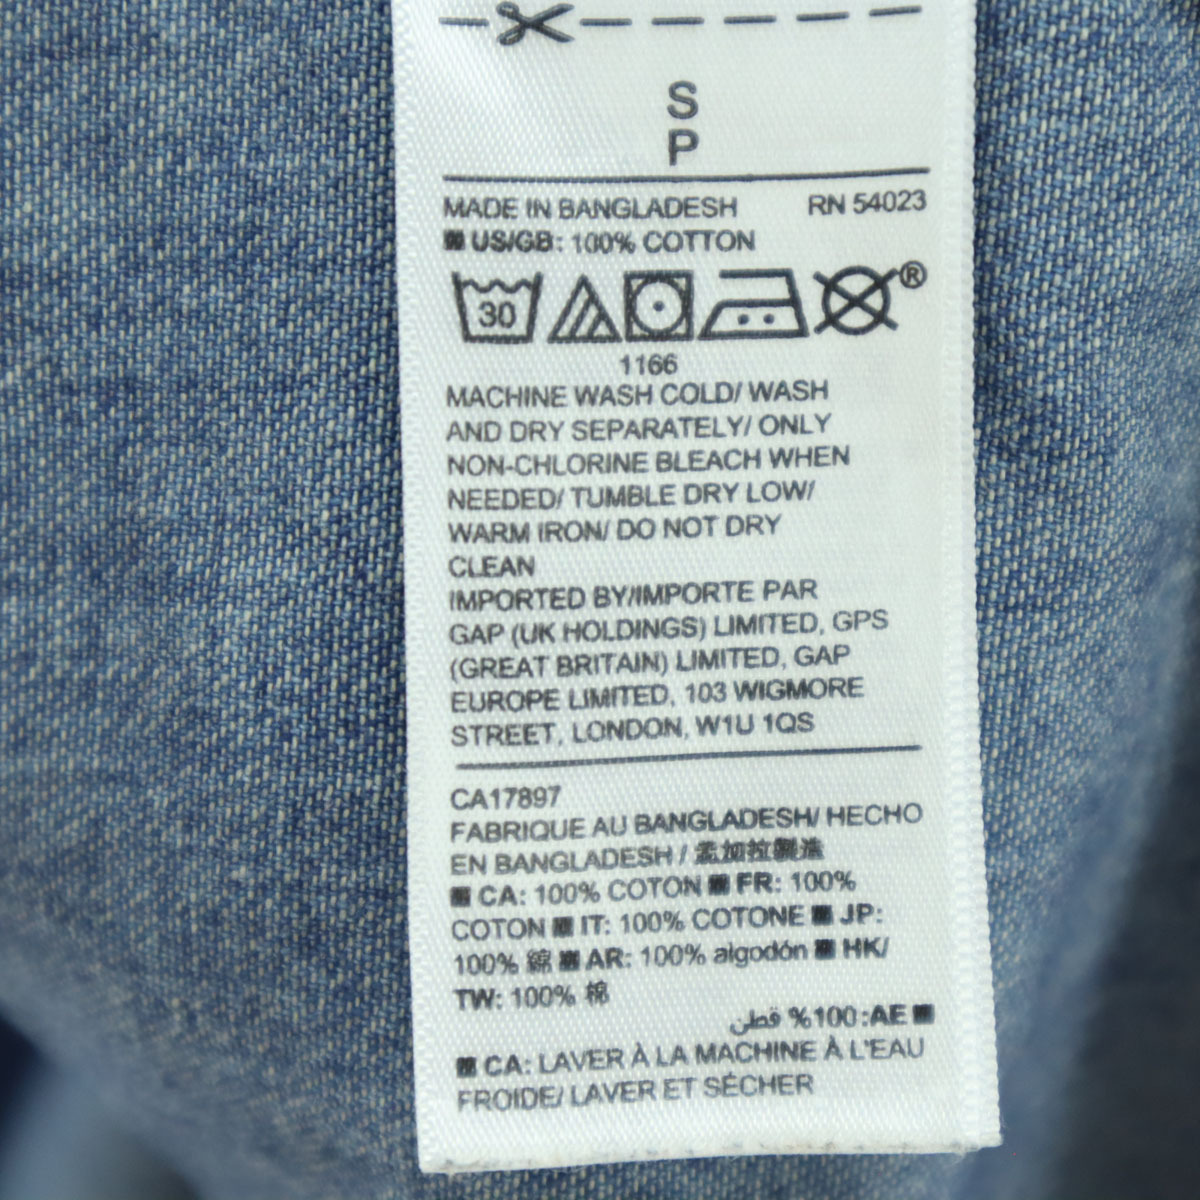 S
P
MADE IN BANGLADESH RN 54023
US/GB: 100% COTTON
30 ®
1166
MACHINE WASH COLD/ WASH
AND DRY SEPARATELY/ ONLY
NON-CHLORINE BLEACH WHEN
NEEDED/ TUMBLE DRY LOW/
WARM IRON/ DO NOT DRY
CLEAN
IMPORTED BY/IMPORTE PAR
GAP (UK HOLDINGS) LIMITED, GPS
(GREAT BRITAIN) LIMITED, GAP
EUROPE LIMITED, 103 WIGMORE
STREET, LONDON, W1U 1QS
CA17897
FABRIQUE AU BANGLADESH/ HECHO
EN BANGLADESH / 孟加拉製造
CA: 100% COTON FR: 100%
COTON IT: 100% COTONE JP:
100% 綿 AR: 100% algodón HK/
TW: 100% 棉
AE: 100% قطن
CA: LAVER À LA MACHINE À L'EAU
FROIDE/ LAVER ET SÉCHER